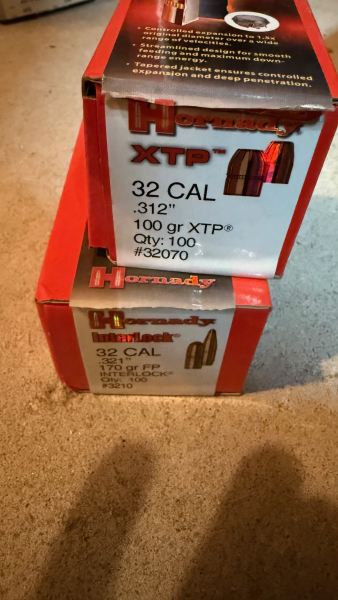 • Controlled expansion to 1.5x
original diameter over a wide
range of velocities.
• Streamlined design for smooth
feeding and maximum down-
range energy.
• Tapered jacket ensures controlled
expansion and deep penetration.
Hornady
XTP™
32 CAL
.312"
100 gr XTP®
Qty: 100
#32070
Hornady
Hornady
InterLock®
32 CAL
.321"
170 gr FP
INTERLOCK®
Qty: 100
#3210